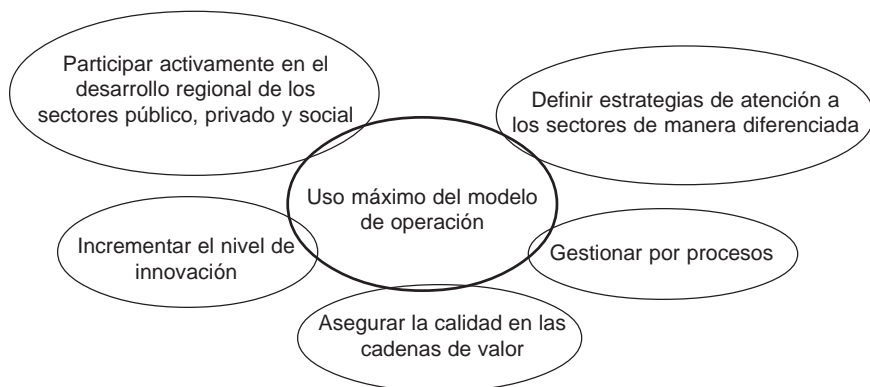 Participar activamente en el
desarrollo regional de los
sectores público, privado y social
Definir estrategias de atención a
los sectores de manera diferenciada
Uso máximo del modelo
de operación
Incrementar el nivel de
innovación
Gestionar por procesos
Asegurar la calidad en las
cadenas de valor